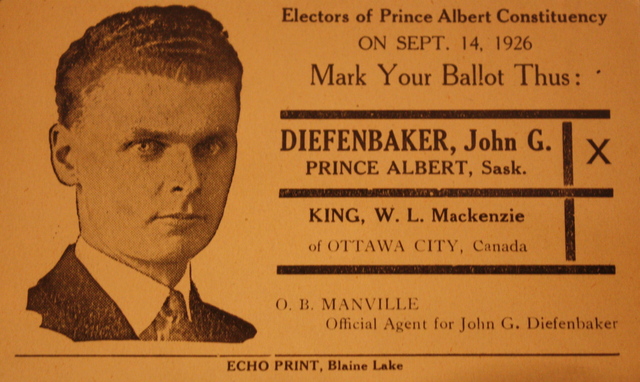 Electors of Prince Albert Constituency
ON SEPT. 14, 1926
Mark Your Ballot Thus:
DIEFENBAKER, John G.
PRINCE ALBERT, Sask.
X
KING, W. L. Mackenzie
of OTTAWA CITY, Canada
O. B. MANVILLE
Official Agent for John G. Diefenbaker
ECHO PRINT, Blaine Lake